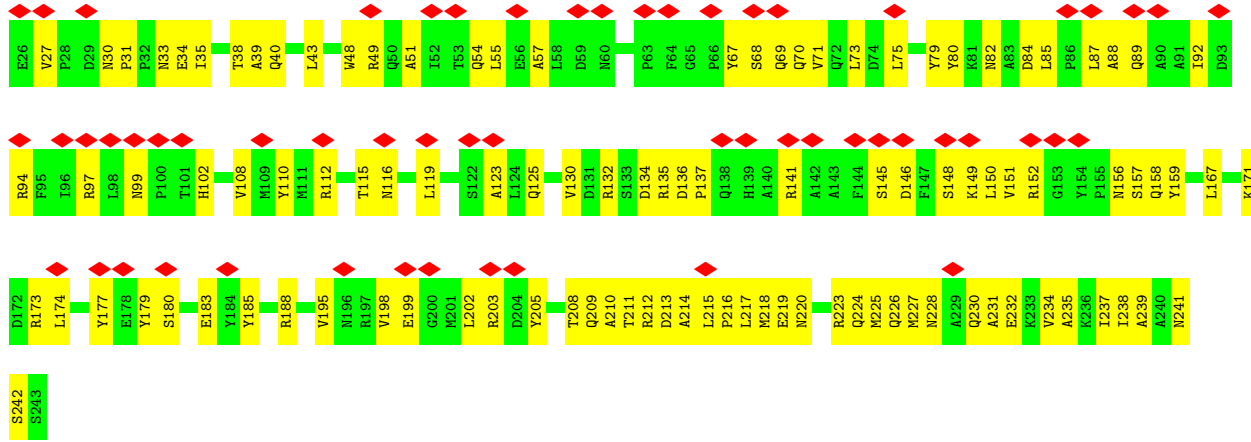 E26 V27 P28 D29 N30 P31 P32 N33 E34 I35 T38 A39 Q40 L43 W48 R49 Q50 A51 I52 T53 Q54 L55 E56 A57 L58 D59 N60 P63 F64 G65 P66 Y67 S68 Q69 Q70 V71 Q72 L73 D74 L75 Y79 Y80 K81 N82 A83 D84 L85 P86 L87 A88 Q89 A90 A91 I92 D93
R94 F95 I96 R97 L98 N99 P100 T101 H102 V108 M109 Y110 M111 R112 T115 N116 L119 S122 A123 L124 Q125 V130 D131 R132 S133 D134 R135 D136 P137 Q138 H139 A140 R141 A142 A143 F144 S145 D146 F147 S148 K149 L150 V151 R152 G153 Y154 P155 N156 S157 Q158 Y159 L167 K171
D172 R173 L174 Y177 E178 Y179 S180 E183 Y184 Y185 R188 V195 N196 R197 V198 E199 G200 M201 L202 R203 D204 Y205 T208 Q209 A210 T211 R212 D213 A214 L215 P216 L217 M218 E219 N220 R223 Q224 M225 Q226 M227 N228 A229 Q230 A231 E232 K233 V234 A235 K236 I237 I238 A239 A240 N241
S242 S243